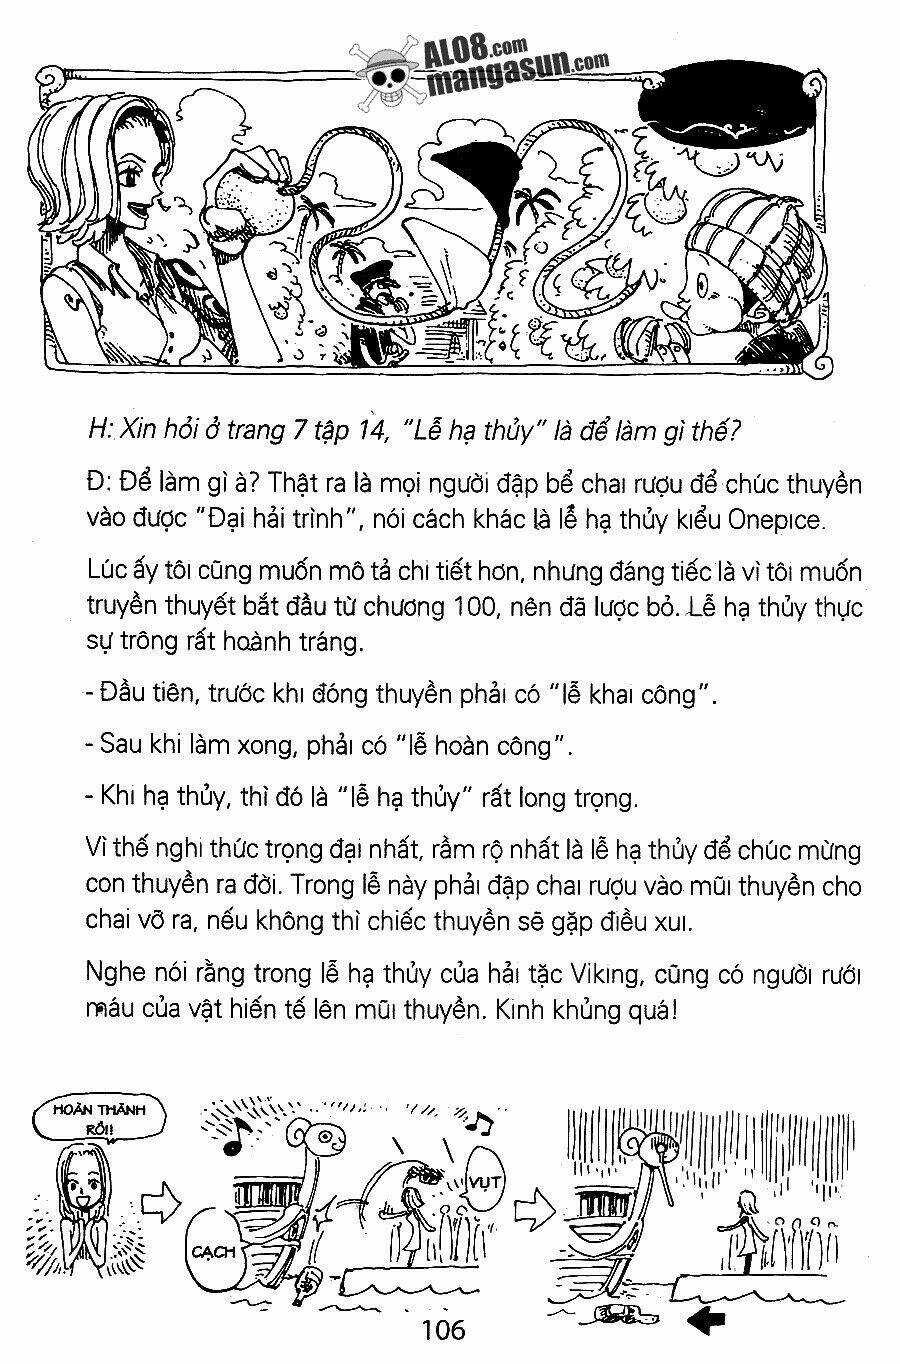 AL08.com
mangasun.com
H: Xin hỏi ở trang 7 tập 14, "Lễ hạ thủy" là để làm gì thế?
Đ: Để làm gì à? Thật ra là mọi người đập bể chai rượu để chúc thuyền
vào được "Đại hải trình", nói cách khác là lễ hạ thủy kiểu Onepice.
Lúc ấy tôi cũng muốn mô tả chi tiết hơn, nhưng đáng tiếc là vì tôi muốn
truyền thuyết bắt đầu từ chương 100, nên đã lược bỏ. Lễ hạ thủy thực
sự trông rất hoành tráng.
- Đầu tiên, trước khi đóng thuyền phải có "lễ khai công".
- Sau khi làm xong, phải có "lễ hoàn công".
- Khi hạ thủy, thì đó là "lễ hạ thủy" rất long trọng.
Vì thế nghi thức trọng đại nhất, rầm rộ nhất là lễ hạ thủy để chúc mừng
con thuyền ra đời. Trong lễ này phải đập chai rượu vào mũi thuyền cho
chai vỡ ra, nếu không thì chiếc thuyền sẽ gặp điều xui.
Nghe nói rằng trong lễ hạ thủy của hải tặc Viking, cũng có người rưới
máu của vật hiến tế lên mũi thuyền. Kinh khủng quá!
HOÀN THÀNH
RỒI!
VỤT
CẠCH
106